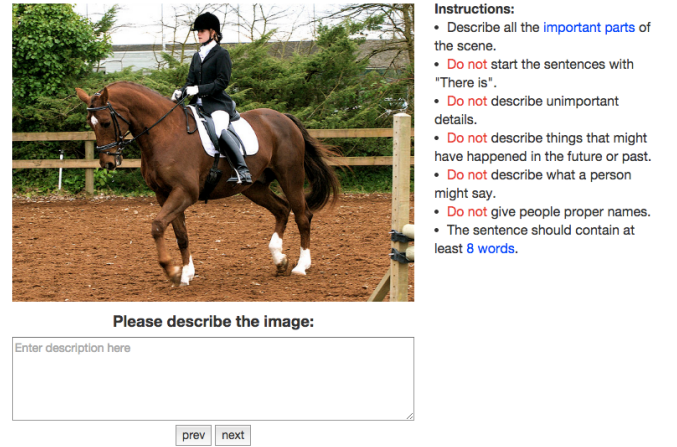 Instructions:
• Describe all the important parts of
the scene.
• Do not start the sentences with
"There is".
• Do not describe unimportant
details.
• Do not describe things that might
have happened in the future or past.
• Do not describe what a person
might say.
• Do not give people proper names.
• The sentence should contain at
least 8 words.
Please describe the image:
Enter description here
prev next